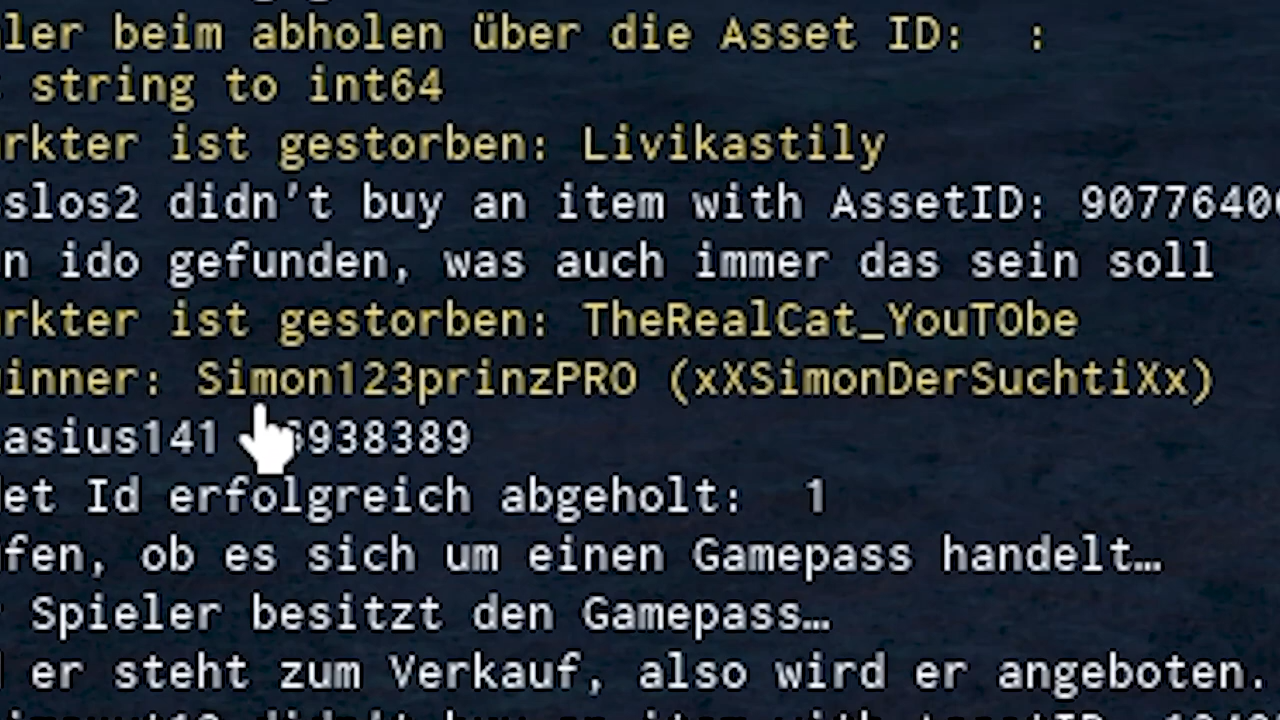 ler beim abholen über die Asset ID:  :
string to int64
rkter ist gestorben: Livikastily
slos2 didn't buy an item with AssetID: 9077640
n ido gefunden, was auch immer das sein soll
rkter ist gestorben: TheRealCat_YouTObe
inner: Simon123prinzPRO (xXSimonDerSuchtiXx)
asius141 6938389
et Id erfolgreich abgeholt:  1
fen, ob es sich um einen Gamepass handelt…
Spieler besitzt den Gamepass…
er steht zum Verkauf, also wird er angeboten.